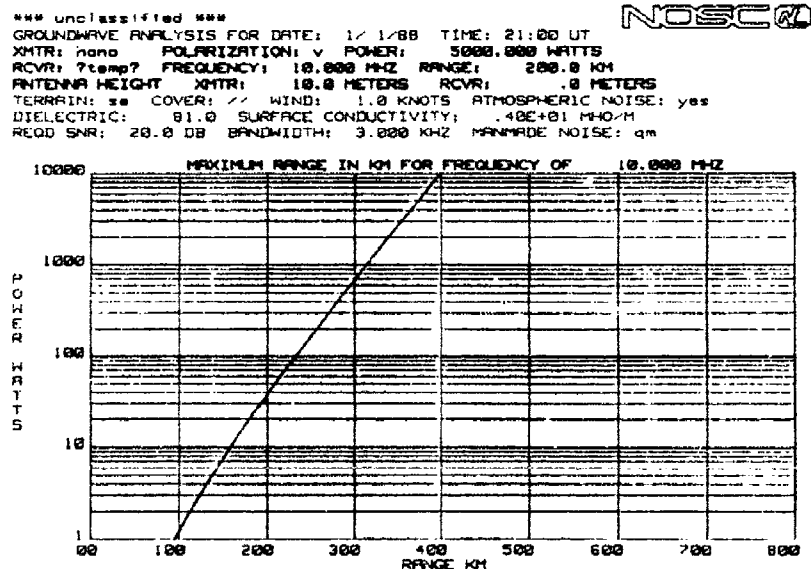 *** unclassified ***
NOSC
GROUNDWAVE ANALYSIS FOR DATE: 1/ 1/88 TIME: 21:00 UT
XMTR: nano POLARIZATION: v POWER: 5000.000 WATTS
RCVR: ?temp? FREQUENCY: 10.000 MHZ RANGE: 200.0 KM
ANTENNA HEIGHT XMTR: 10.0 METERS RCVR: .0 METERS
TERRAIN: se COVER: // WIND: 1.0 KNOTS ATMOSPHERIC NOISE: yes
DIELECTRIC: 81.0 SURFACE CONDUCTIVITY: .40E+01 MHO/M
REQD SNR: 20.0 DB BANDWIDTH: 3.000 KHZ MANMADE NOISE: qm
MAXIMUM RANGE IN KM FOR FREQUENCY OF 10.000 MHZ
10000
1000
100
10
1
POWER WATTS
00 100 200 300 400 500 600 700 800
RANGE KM